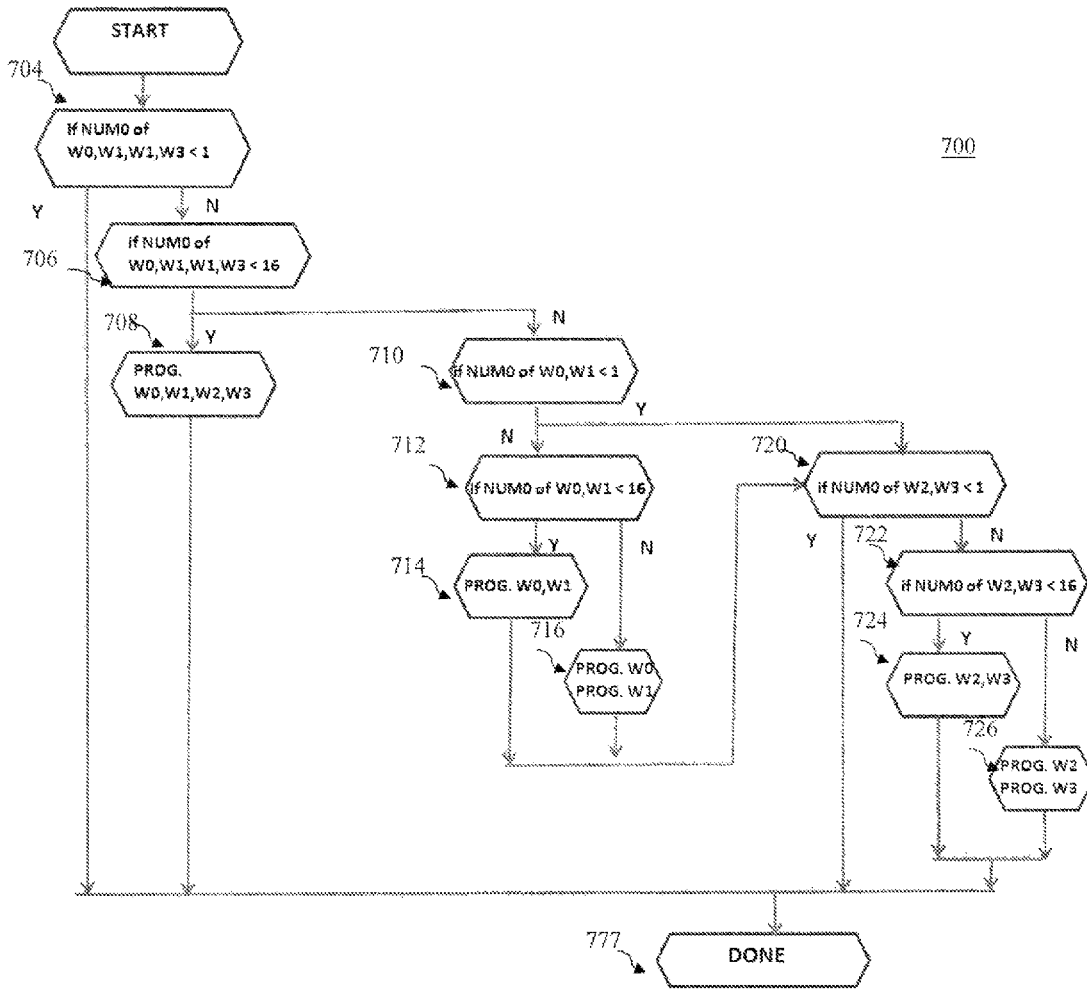 START
704
If NUM0 of
W0,W1,W1,W3 < 1
700
Y
N
if NUM0 of
W0,W1,W1,W3 < 16
706
708
Y
N
PROG.
W0,W1,W2,W3
710
if NUM0 of W0,W1 < 1
Y
N
712
if NUM0 of W0,W1 < 16
720
if NUM0 of W2,W3 < 1
Y
N
Y
N
714
PROG. W0,W1
722
if NUM0 of W2,W3 < 16
716
PROG. W0
PROG. W1
724
Y
N
PROG. W2,W3
726
PROG. W2
PROG. W3
777
DONE